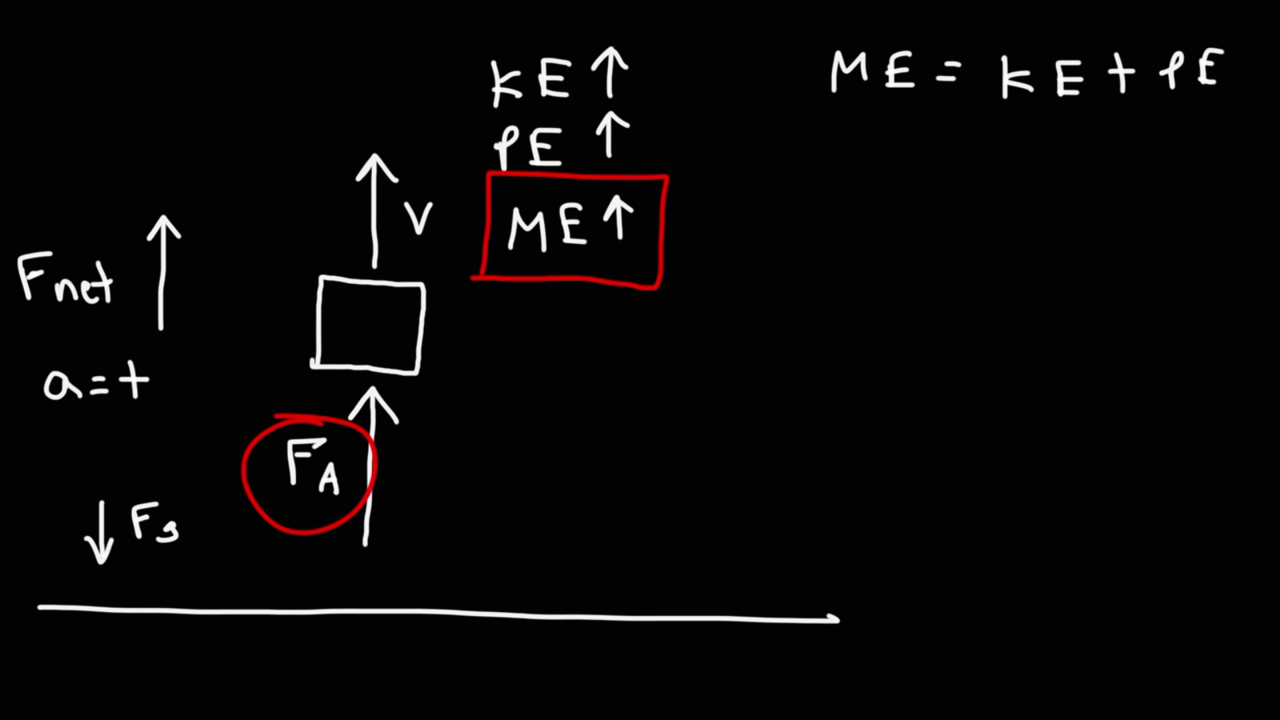 KE ↑
PE ↑
ME ↑
ME = KE + PE
V
Fnet
a = +
FA
Fg